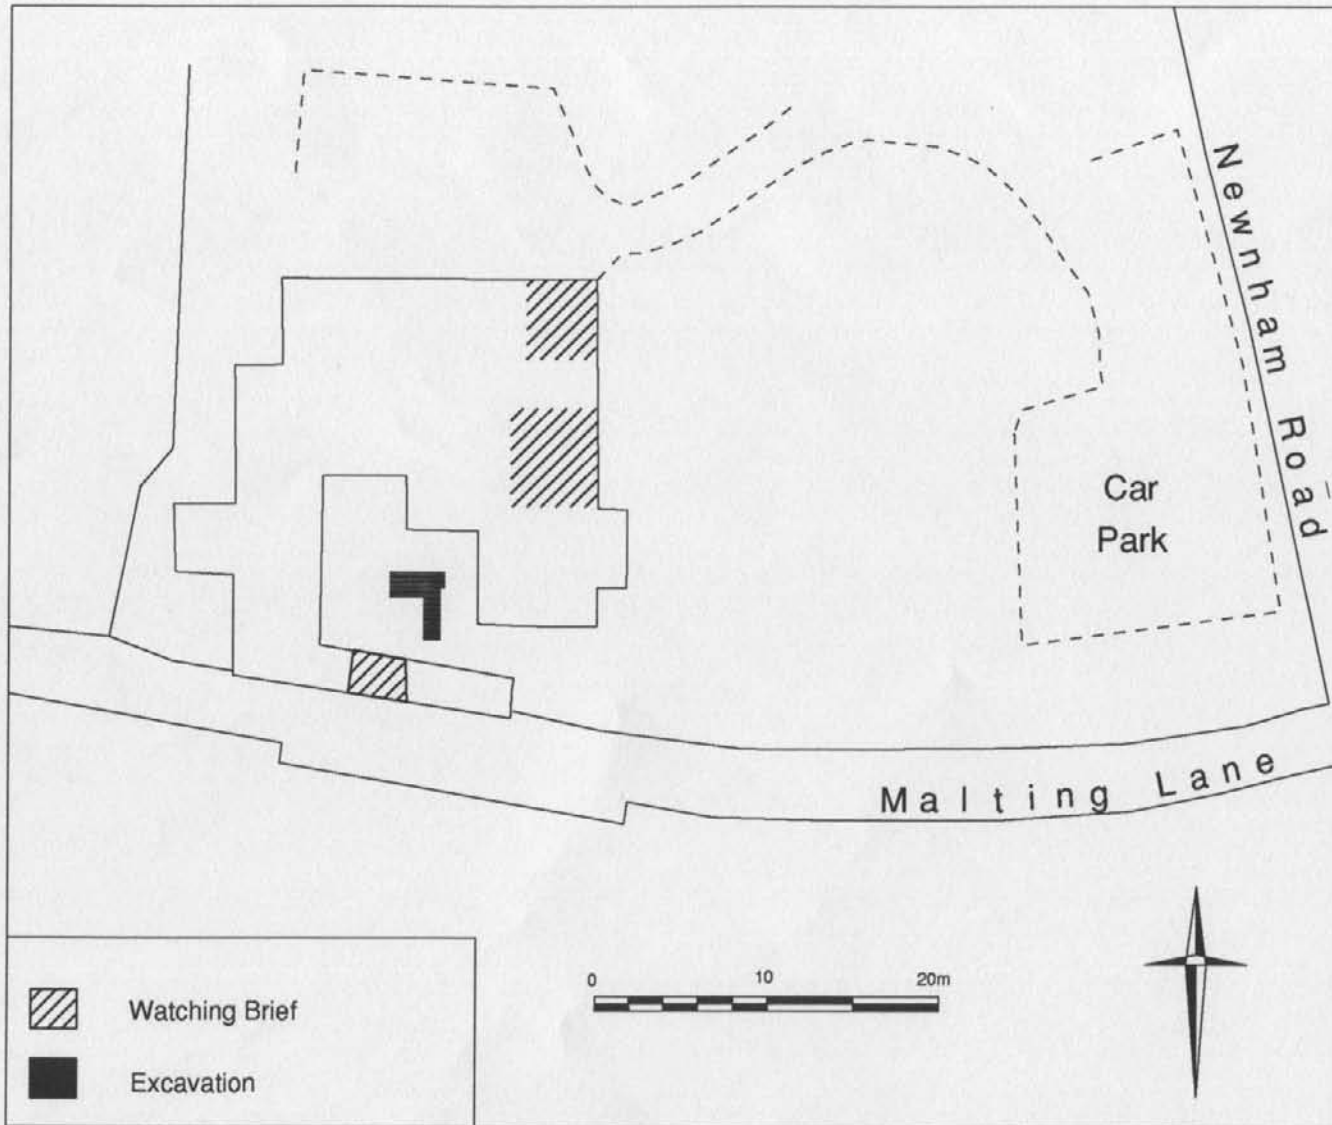 Newnham Road
Car
Park
Malting Lane
0 10 20m
Watching Brief
Excavation